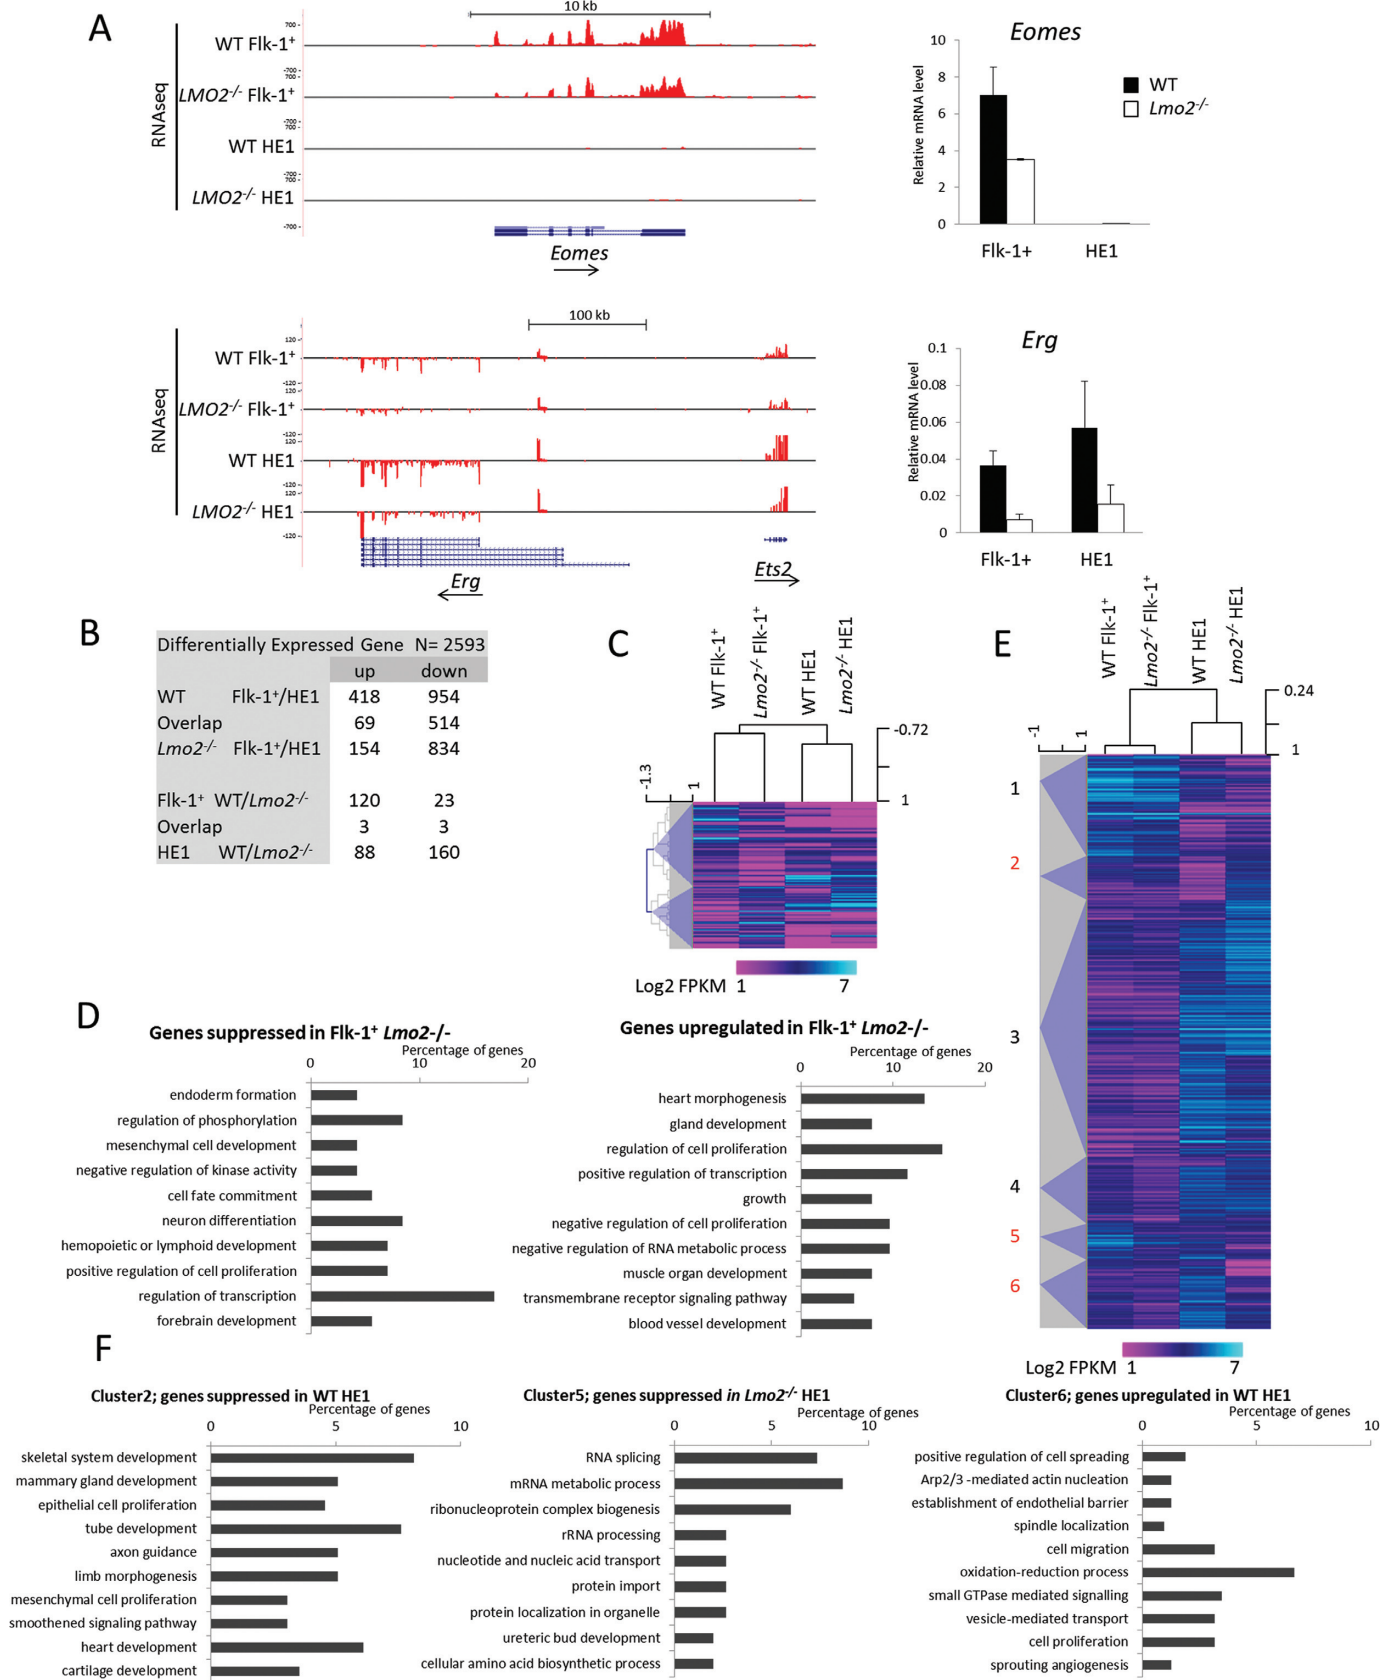 A
10 kb
RNAseq
700
WT Flk-1+
-700
700
LMO2-/- Flk-1+
-700
700
WT HE1
-700
700
LMO2-/- HE1
-700
Eomes
Eomes
WT
Lmo2-/-
Relative mRNA level
10
8
6
4
2
0
Flk-1+ HE1
100 kb
RNAseq
120
WT Flk-1+
-120
120
LMO2-/- Flk-1+
-120
120
WT HE1
-120
120
LMO2-/- HE1
-120
Erg
Ets2
Erg
Relative mRNA level
0.1
0.08
0.06
0.04
0.02
0
Flk-1+ HE1
B
Differentially Expressed Gene N= 2593
up down
WT Flk-1+/HE1 418 954
Overlap 69 514
Lmo2-/- Flk-1+/HE1 154 834
Flk-1+ WT/Lmo2-/- 120 23
Overlap 3 3
HE1 WT/Lmo2-/- 88 160
C
WT Flk-1+
Lmo2-/- Flk-1+
WT HE1
Lmo2-/- HE1
-0.72
1
-1.3
1
Log2 FPKM 1 7
E
WT Flk-1+
Lmo2-/- Flk-1+
WT HE1
Lmo2-/- HE1
0.24
1
-1
1
1
2
3
4
5
6
Log2 FPKM 1 7
D
Genes suppressed in Flk-1+ Lmo2-/-
Percentage of genes
0 10 20
endoderm formation
regulation of phosphorylation
mesenchymal cell development
negative regulation of kinase activity
cell fate commitment
neuron differentiation
hemopoietic or lymphoid development
positive regulation of cell proliferation
regulation of transcription
forebrain development
Genes upregulated in Flk-1+ Lmo2-/-
Percentage of genes
0 10 20
heart morphogenesis
gland development
regulation of cell proliferation
positive regulation of transcription
growth
negative regulation of cell proliferation
negative regulation of RNA metabolic process
muscle organ development
transmembrane receptor signaling pathway
blood vessel development
F
Cluster2; genes suppressed in WT HE1
Percentage of genes
0 5 10
skeletal system development
mammary gland development
epithelial cell proliferation
tube development
axon guidance
limb morphogenesis
mesenchymal cell proliferation
smoothened signaling pathway
heart development
cartilage development
Cluster5; genes suppressed in Lmo2-/- HE1
Percentage of genes
0 5 10
RNA splicing
mRNA metabolic process
ribonucleoprotein complex biogenesis
rRNA processing
nucleotide and nucleic acid transport
protein import
protein localization in organelle
ureteric bud development
cellular amino acid biosynthetic process
Cluster6; genes upregulated in WT HE1
Percentage of genes
0 5 10
positive regulation of cell spreading
Arp2/3 -mediated actin nucleation
establishment of endothelial barrier
spindle localization
cell migration
oxidation-reduction process
small GTPase mediated signalling
vesicle-mediated transport
cell proliferation
sprouting angiogenesis